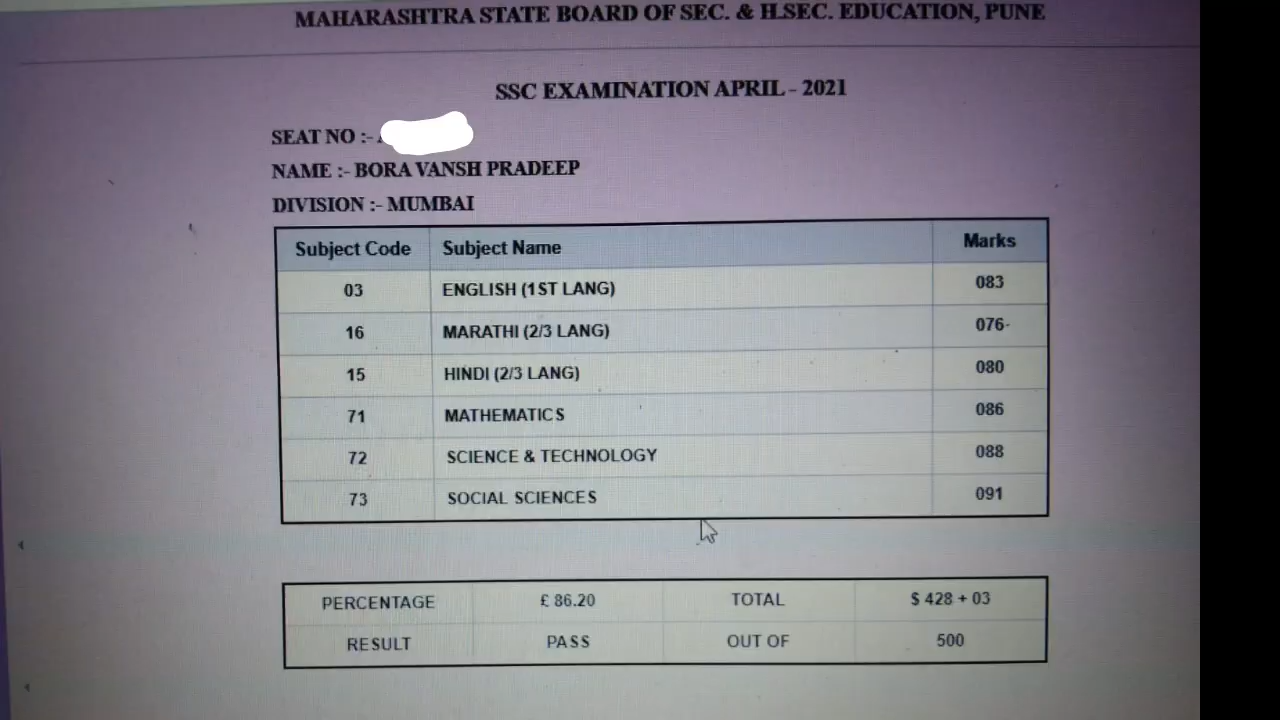 MAHARASHTRA STATE BOARD OF SEC. & H.SEC. EDUCATION, PUNE
SSC EXAMINATION APRIL - 2021
SEAT NO :-
NAME :- BORA VANSH PRADEEP
DIVISION :- MUMBAI
Subject Code Subject Name Marks
03 ENGLISH (1ST LANG) 083
16 MARATHI (2/3 LANG) 076-
15 HINDI (2/3 LANG) 080
71 MATHEMATICS 086
72 SCIENCE & TECHNOLOGY 088
73 SOCIAL SCIENCES 091
PERCENTAGE £ 86.20 TOTAL $ 428 + 03
RESULT PASS OUT OF 500